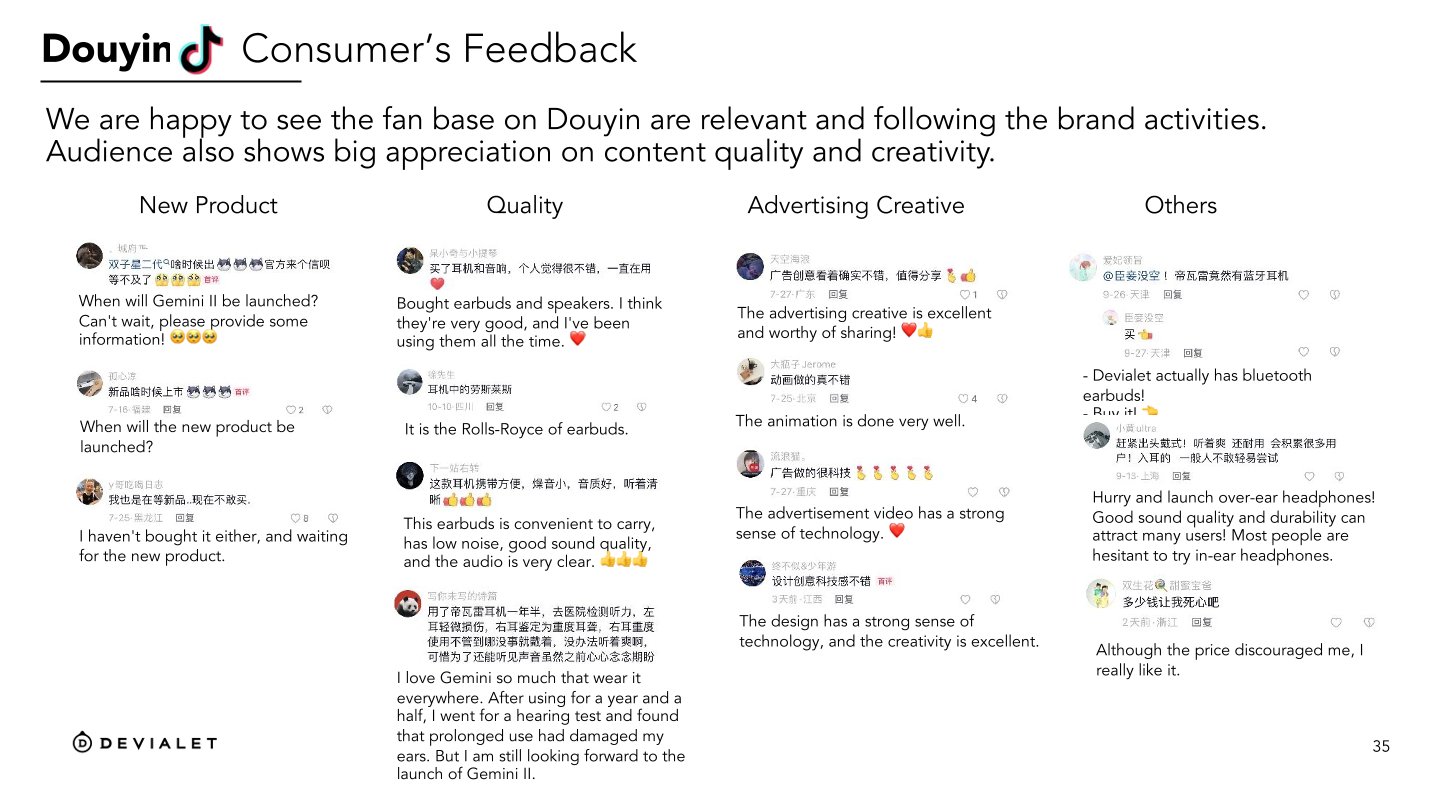 Douyin Consumer's Feedback
We are happy to see the fan base on Douyin are relevant and following the brand activities.
Audience also shows big appreciation on content quality and creativity.
New Product
双子星二代啥时候出😼😼😼官方来个信呗
等不及了🥺🥺🥺 首评
When will Gemini II be launched?
Can't wait, please provide some
information! 🥺🥺🥺
孤心凉
新品啥时候上市😼😼😼 首评
7-16·福建 回复 2
When will the new product be
launched?
v哥吃喝日志
我也是在等新品..现在不敢买.
7-25·黑龙江 回复 8
I haven't bought it either, and waiting
for the new product.
Quality
呆小奇与小提琴
买了耳机和音响，个人觉得很不错，一直在用
❤️
Bought earbuds and speakers. I think
they're very good, and I've been
using them all the time. ❤️
徐先生
耳机中的劳斯莱斯
10-10·四川 回复 2
It is the Rolls-Royce of earbuds.
下一站右转
这款耳机携带方便，燥音小，音质好，听着清
晰👍👍👍
This earbuds is convenient to carry,
has low noise, good sound quality,
and the audio is very clear. 👍👍👍
写你未写的诗篇
用了帝瓦雷耳机一年半，去医院检测听力，左
耳轻微损伤，右耳鉴定为重度耳聋，右耳重度
使用不管到哪没事就戴着，没办法听着爽啊，
可惜为了还能听见声音虽然之前心心念念期盼
I love Gemini so much that wear it
everywhere. After using for a year and a
half, I went for a hearing test and found
that prolonged use had damaged my
ears. But I am still looking forward to the
launch of Gemini II.
Advertising Creative
天空海浪
广告创意看着确实不错，值得分享🏅👍
7-27·广东 回复 1
The advertising creative is excellent
and worthy of sharing! ❤️👍
大瓶子 Jerome
动画做的真不错
7-25·北京 回复 4
The animation is done very well.
流浪猫。
广告做的很科技🏅🏅🏅🏅🏅
7-27·重庆 回复
The advertisement video has a strong
sense of technology. ❤️
终不似&少年游
设计创意科技感不错 首评
3天前·江西 回复
The design has a strong sense of
technology, and the creativity is excellent.
Others
爱妃领旨
@臣妾没空！帝瓦雷竟然有蓝牙耳机
9-26·天津 回复
臣妾没空
买👈
9-27·天津 回复
- Devialet actually has bluetooth
earbuds!
- Buy it! 👈
小黄ultra
赶紧出头戴式！听着爽 还耐用 会积累很多用
户！入耳的 一般人不敢轻易尝试
9-13·上海 回复
Hurry and launch over-ear headphones!
Good sound quality and durability can
attract many users! Most people are
hesitant to try in-ear headphones.
双生花🔍甜蜜宝爸
多少钱让我死心吧
2天前·浙江 回复
Although the price discouraged me, I
really like it.
DEVIALET
35